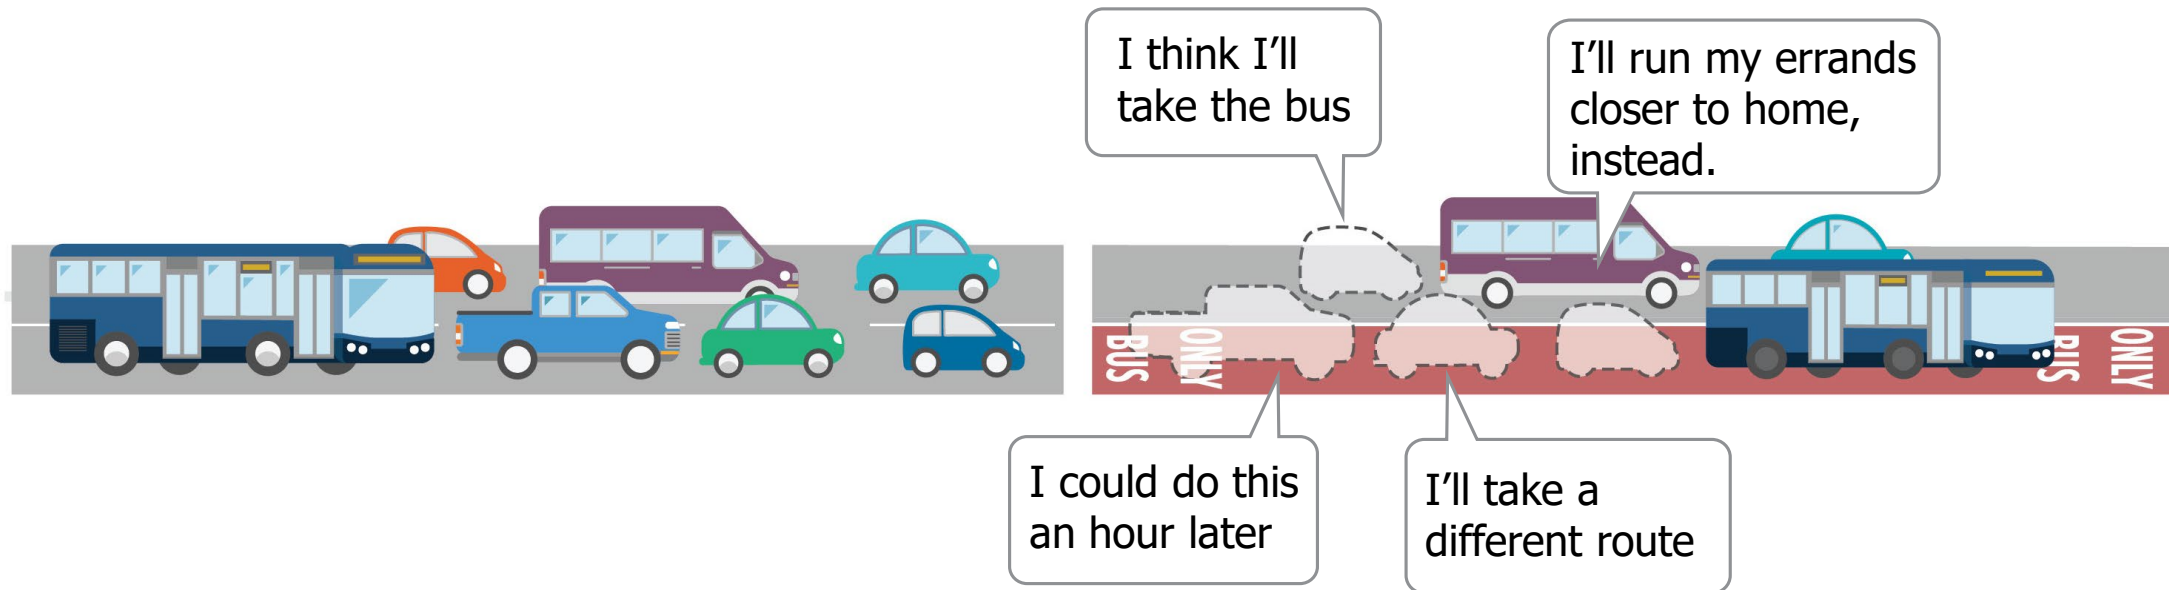 I think I’ll
take the bus
I’ll run my errands
closer to home,
instead.
BUS
ONLY
BUS
ONLY
I could do this
an hour later
I’ll take a
different route